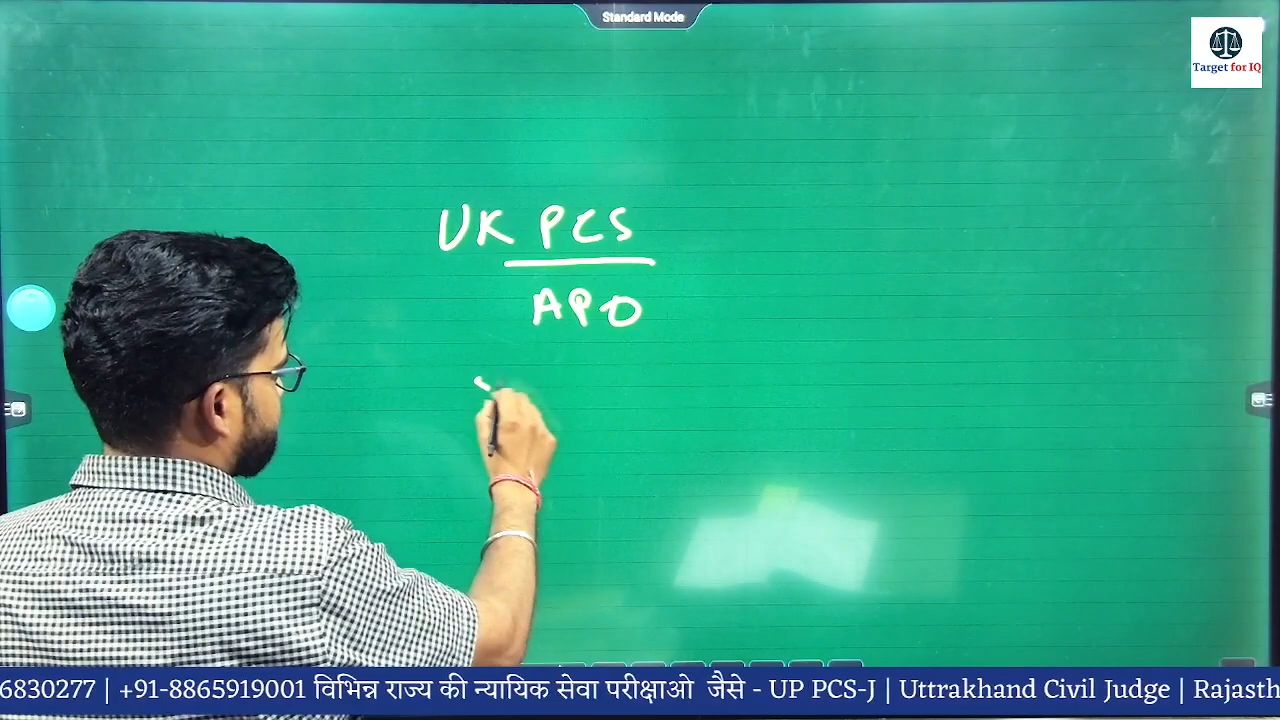 Standard Mode
Target for IQ
UK PCS
APO
6830277 | +91-8865919001 विभिन्न राज्य की न्यायिक सेवा परीक्षाओ जैसे - UP PCS-J | Uttrakhand Civil Judge | Rajasth